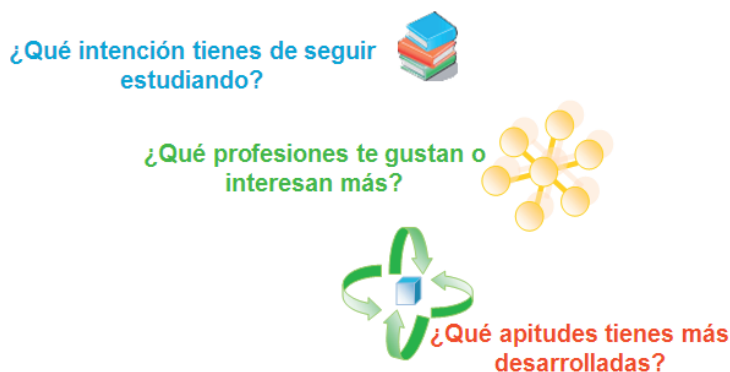 ¿Qué intención tienes de seguir
estudiando?
¿Qué profesiones te gustan o
interesan más?
¿Qué apitudes tienes más
desarrolladas?